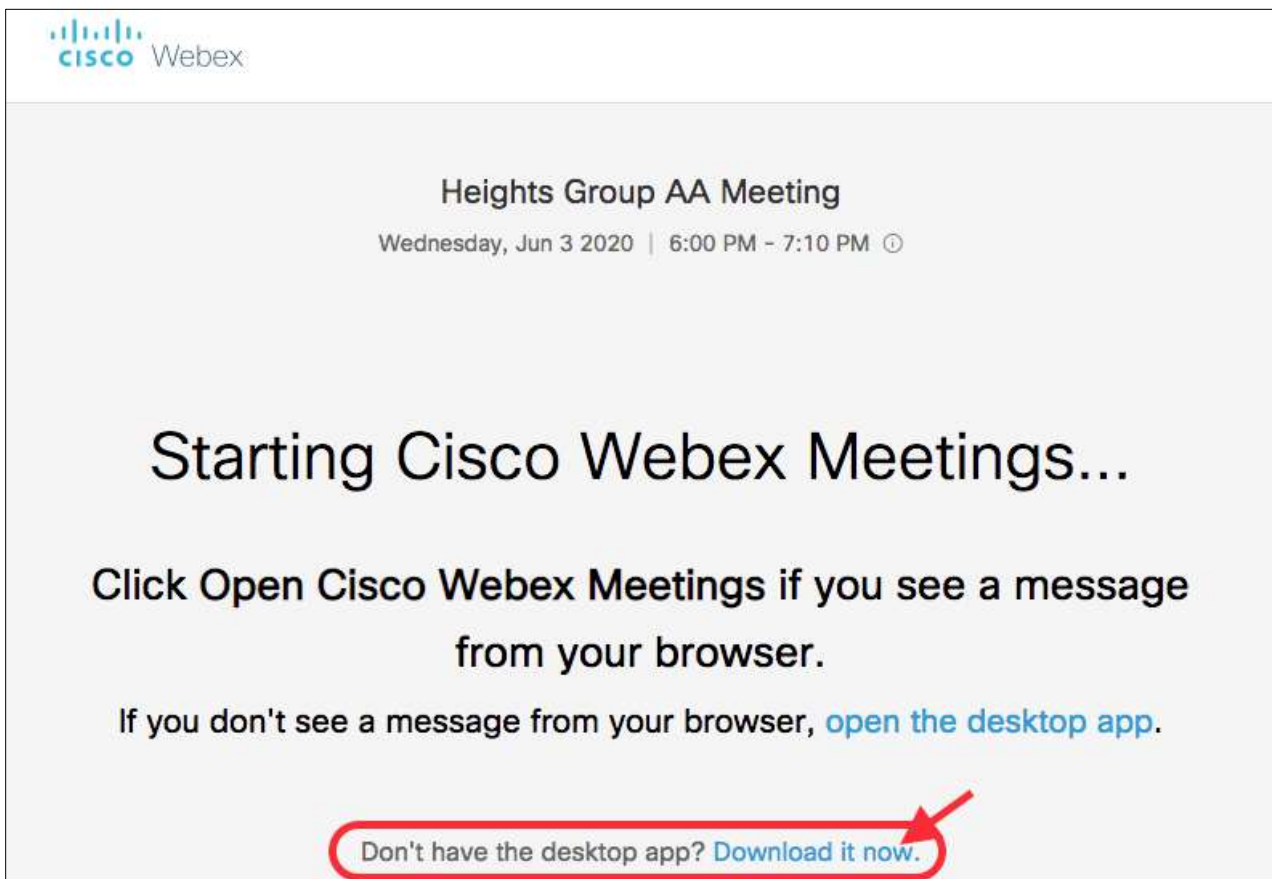 cisco Webex
Heights Group AA Meeting
Wednesday, Jun 3 2020 | 6:00 PM - 7:10 PM
Starting Cisco Webex Meetings...
Click Open Cisco Webex Meetings if you see a message
from your browser.
If you don't see a message from your browser, open the desktop app.
Don't have the desktop app? Download it now.